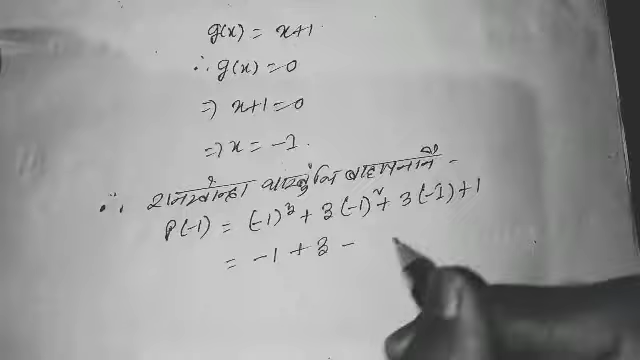 g(x) = x+1
∴ g(x) = 0
⇒ x+1 = 0
⇒ x = -1.
∴
P(-1) = (-1)³ + 3(-1)² + 3(-1) + 1
= -1 + 3 -